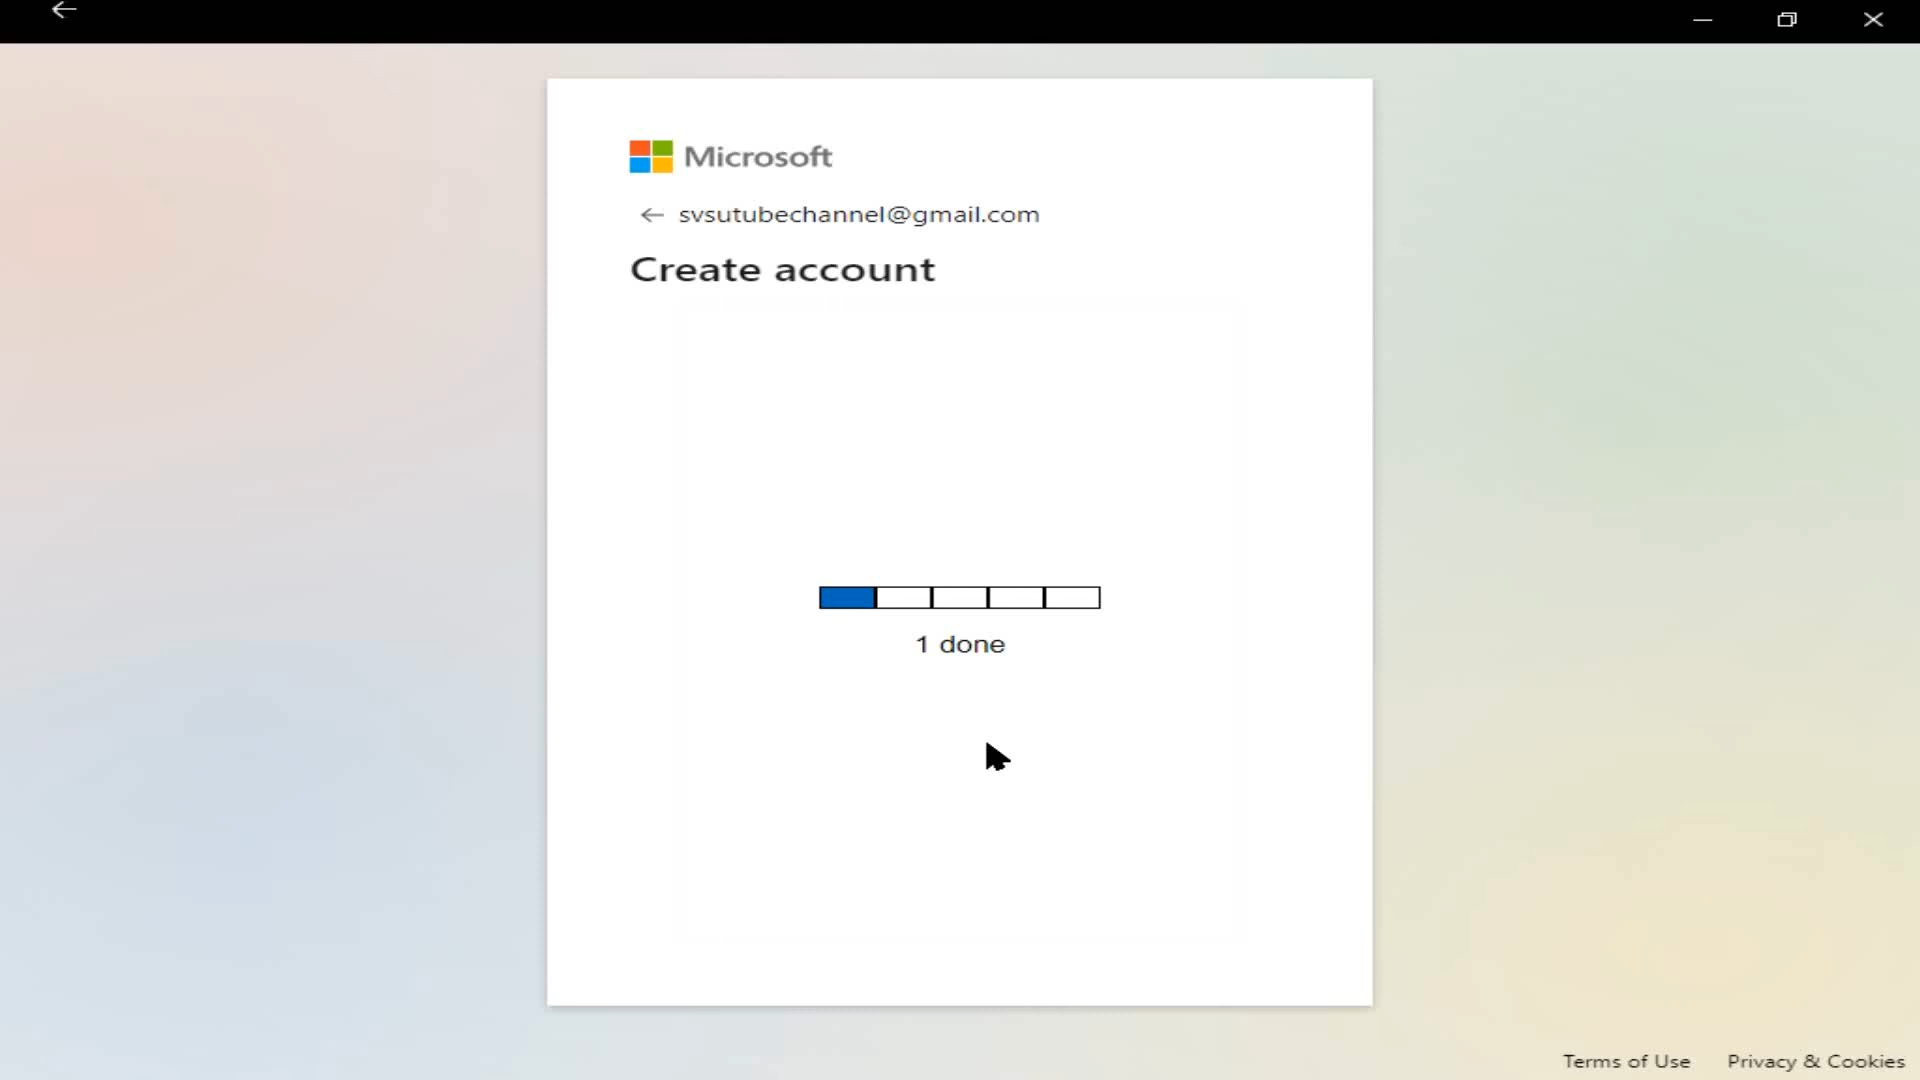 Microsoft
svsutubechannel@gmail.com
Create account
1 done
Terms of Use
Privacy & Cookies